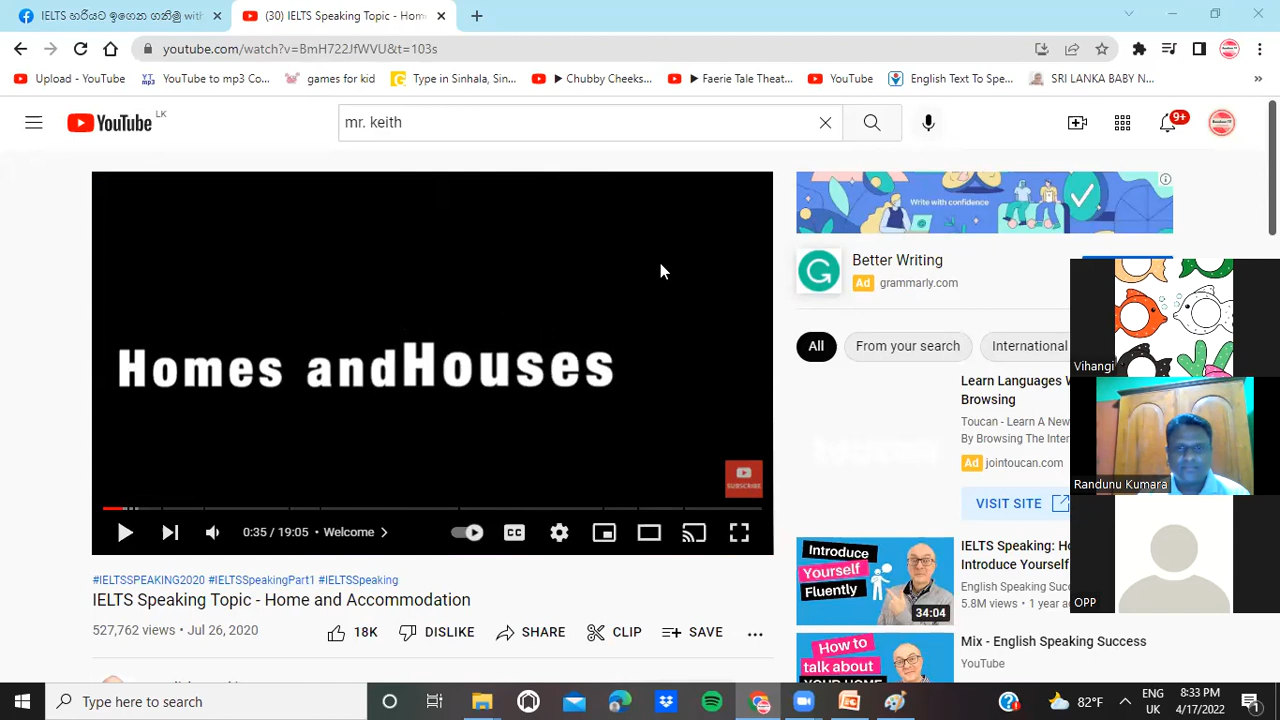 IELTS හරියට ඉගෙන ගනිමු with
(30) IELTS Speaking Topic - Hom
youtube.com/watch?v=BmH722JfWVU&t=103s
Upload - YouTube
YouTube to mp3 Co...
games for kid
Type in Sinhala, Sin...
▶ Chubby Cheeks...
▶ Faerie Tale Theat...
YouTube
English Text To Spe...
SRI LANKA BABY N...
»
YouTube LK
mr. keith
9+
Write with confidence
Better Writing
Ad grammarly.com
Homes and Houses
SUBSCRIBE
All
From your search
International
Learn Languages W
Browsing
Toucan - Learn A New
By Browsing The Inter
Ad jointoucan.com
VISIT SITE
Vihangi
Randunu Kumara
OPP
0:35 / 19:05 • Welcome >
CC
#IELTSSPEAKING2020 #IELTSSpeakingPart1 #IELTSSpeaking
IELTS Speaking Topic - Home and Accommodation
527,762 views • Jul 26, 2020
18K
DISLIKE
SHARE
CLIP
SAVE
Introduce
Yourself
Fluently
34:04
IELTS Speaking: Ho
Introduce Yourself
English Speaking Suc
5.8M views • 1 year a
How to
talk about
YOUR HOME
Mix - English Speaking Success
YouTube
Type here to search
82°F
ENG
UK
8:33 PM
4/17/2022
1